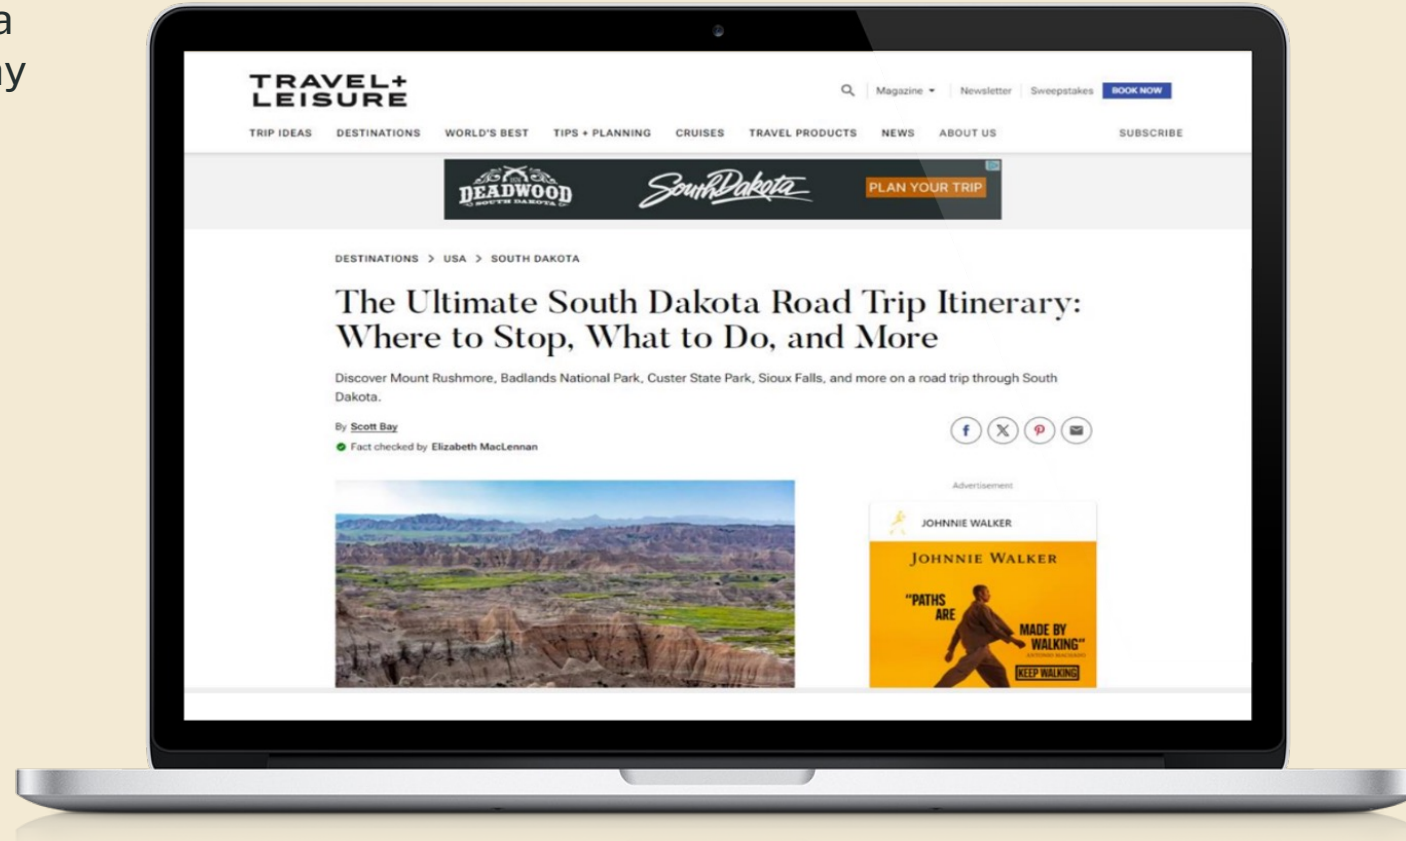 a
ay
TRAVEL+
LEISURE
Magazine
Newsletter
Sweepstakes
BOOK NOW
TRIP IDEAS
DESTINATIONS
WORLD'S BEST
TIPS + PLANNING
CRUISES
TRAVEL PRODUCTS
NEWS
ABOUT US
SUBSCRIBE
DEADWOOD
SOUTH DAKOTA
South Dakota
PLAN YOUR TRIP
DESTINATIONS > USA > SOUTH DAKOTA
The Ultimate South Dakota Road Trip Itinerary:
Where to Stop, What to Do, and More
Discover Mount Rushmore, Badlands National Park, Custer State Park, Sioux Falls, and more on a road trip through South
Dakota.
By Scott Bay
Fact checked by Elizabeth MacLennan
Advertisement
JOHNNIE WALKER
JOHNNIE WALKER
"PATHS
ARE
MADE BY
WALKING"
ANTONIO MACHADO
KEEP WALKING